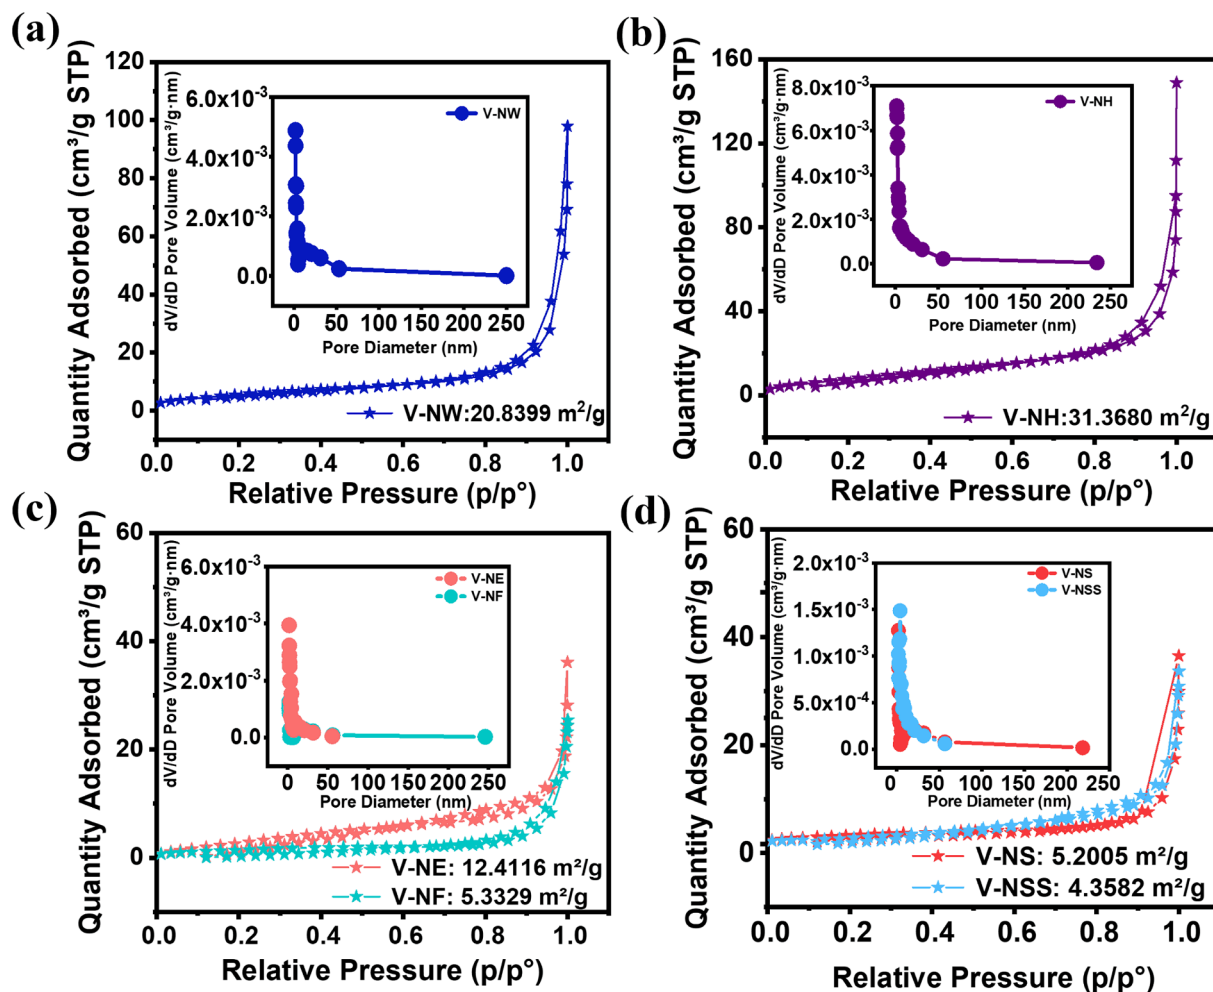 (a)
Quantity Adsorbed (cm³/g STP)
120
100
80
60
40
20
0
dV/dD Pore Volume (cm³/g·nm)
6.0x10⁻³
4.0x10⁻³
2.0x10⁻³
0.0
V-NW
0 50 100 150 200 250
Pore Diameter (nm)
V-NW:20.8399 m²/g
0.0 0.2 0.4 0.6 0.8 1.0
Relative Pressure (p/p°)
(b)
Quantity Adsorbed (cm³/g STP)
160
120
80
40
0
dV/dD Pore Volume (cm³/g·nm)
8.0x10⁻³
6.0x10⁻³
4.0x10⁻³
2.0x10⁻³
0.0
V-NH
0 50 100 150 200 250
Pore Diameter (nm)
V-NH:31.3680 m²/g
0.0 0.2 0.4 0.6 0.8 1.0
Relative Pressure (p/p°)
(c)
Quantity Adsorbed (cm³/g STP)
60
40
20
0
dV/dD Pore Volume (cm³/g·nm)
6.0x10⁻³
4.0x10⁻³
2.0x10⁻³
0.0
V-NE
V-NF
0 50 100 150 200 250
Pore Diameter (nm)
V-NE: 12.4116 m²/g
V-NF: 5.3329 m²/g
0.0 0.2 0.4 0.6 0.8 1.0
Relative Pressure (p/p°)
(d)
Quantity Adsorbed (cm³/g STP)
60
40
20
0
dV/dD Pore Volume (cm³/g·nm)
2.0x10⁻³
1.5x10⁻³
1.0x10⁻³
5.0x10⁻⁴
0.0
V-NS
V-NSS
0 50 100 150 200 250
Pore Diameter (nm)
V-NS: 5.2005 m²/g
V-NSS: 4.3582 m²/g
0.0 0.2 0.4 0.6 0.8 1.0
Relative Pressure (p/p°)